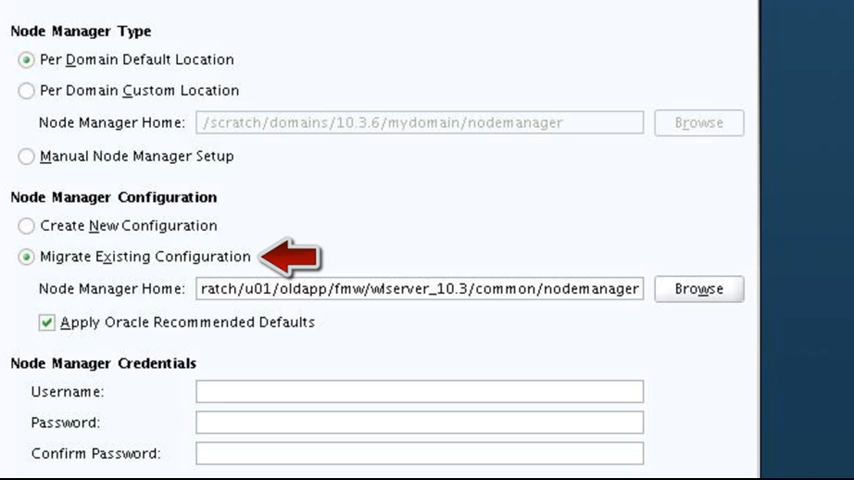 Node Manager Type
Per Domain Default Location
Per Domain Custom Location
Node Manager Home: /scratch/domains/10.3.6/mydomain/nodemanager Browse
Manual Node Manager Setup
Node Manager Configuration
Create New Configuration
Migrate Existing Configuration
Node Manager Home: ratch/u01/oldapp/fmw/wlserver_10.3/common/nodemanager Browse
Apply Oracle Recommended Defaults
Node Manager Credentials
Username:
Password:
Confirm Password: